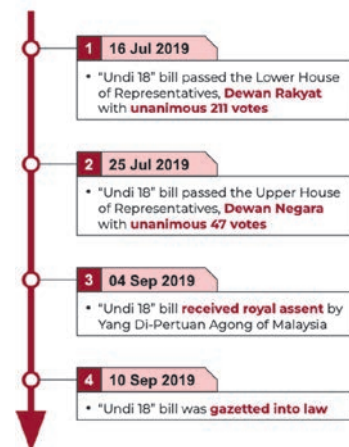 1 16 Jul 2019
• “Undi 18” bill passed the Lower House
of Representatives, Dewan Rakyat
with unanimous 211 votes
2 25 Jul 2019
• “Undi 18” bill passed the Upper House
of Representatives, Dewan Negara
with unanimous 47 votes
3 04 Sep 2019
• “Undi 18” bill received royal assent by
Yang Di-Pertuan Agong of Malaysia
4 10 Sep 2019
• “Undi 18” bill was gazetted into law